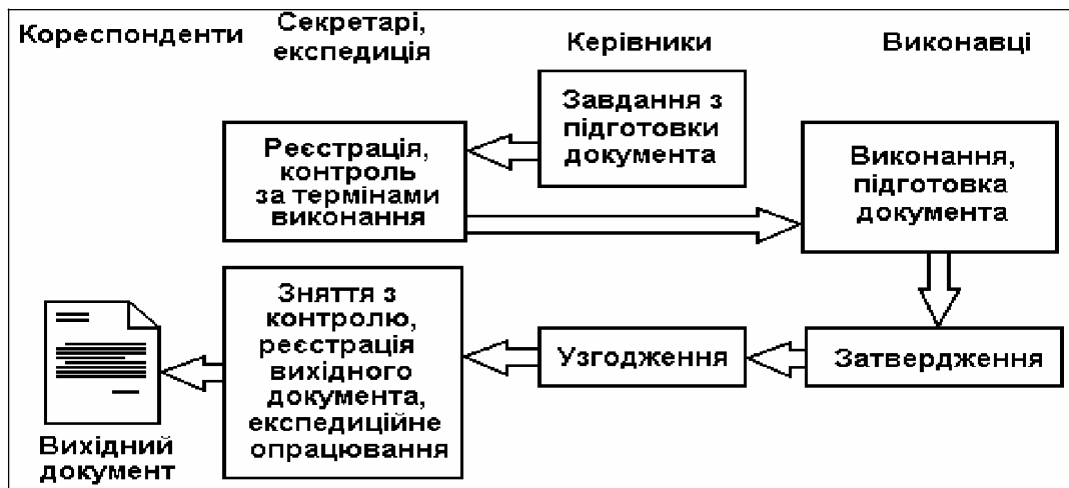 Кореспонденти
Секретарі,
експедиція
Керівники
Виконавці
Завдання з
підготовки
документа
Реєстрація,
контроль
за термінами
виконання
Виконання,
підготовка
документа
Зняття з
контролю,
реєстрація
вихідного
документа,
експедиційне
опрацювання
Узгодження
Затвердження
Вихідний
документ